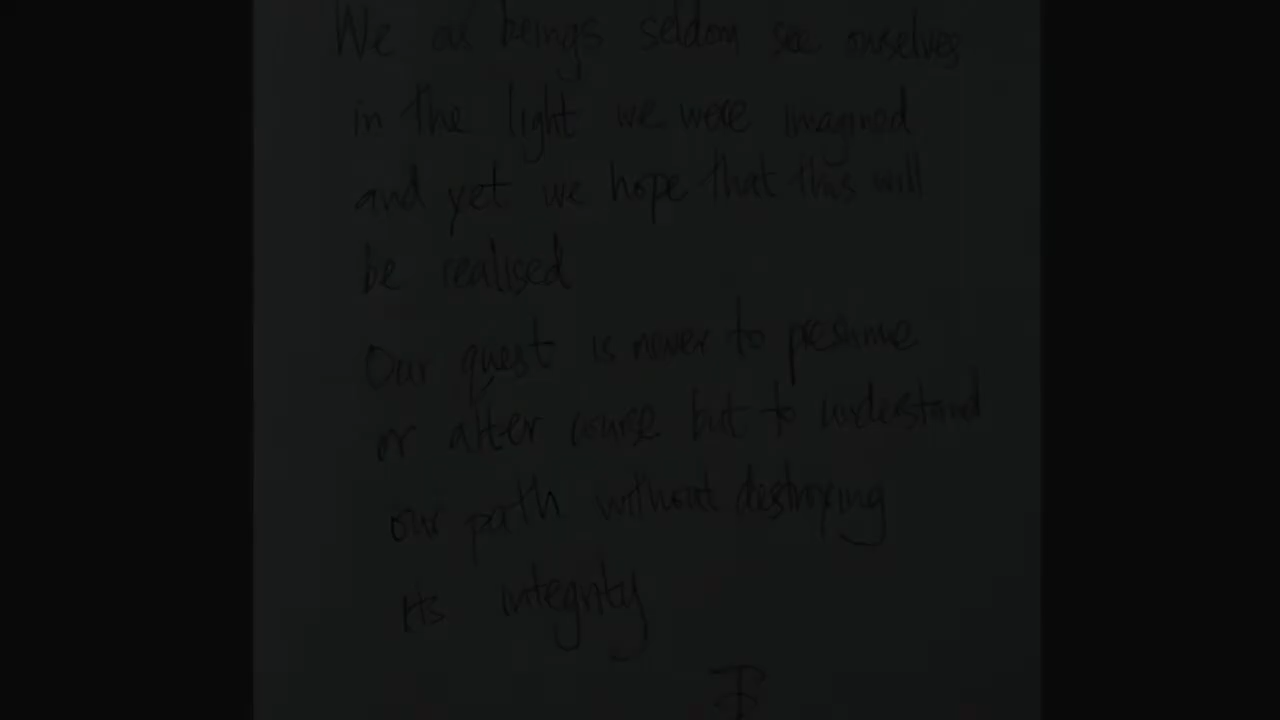 We as beings seldom see ourselves
in the light we were imagined
and yet we hope that this will
be realised
Our quest is never to presume
or alter course but to understand
our path without destroying
its integrity